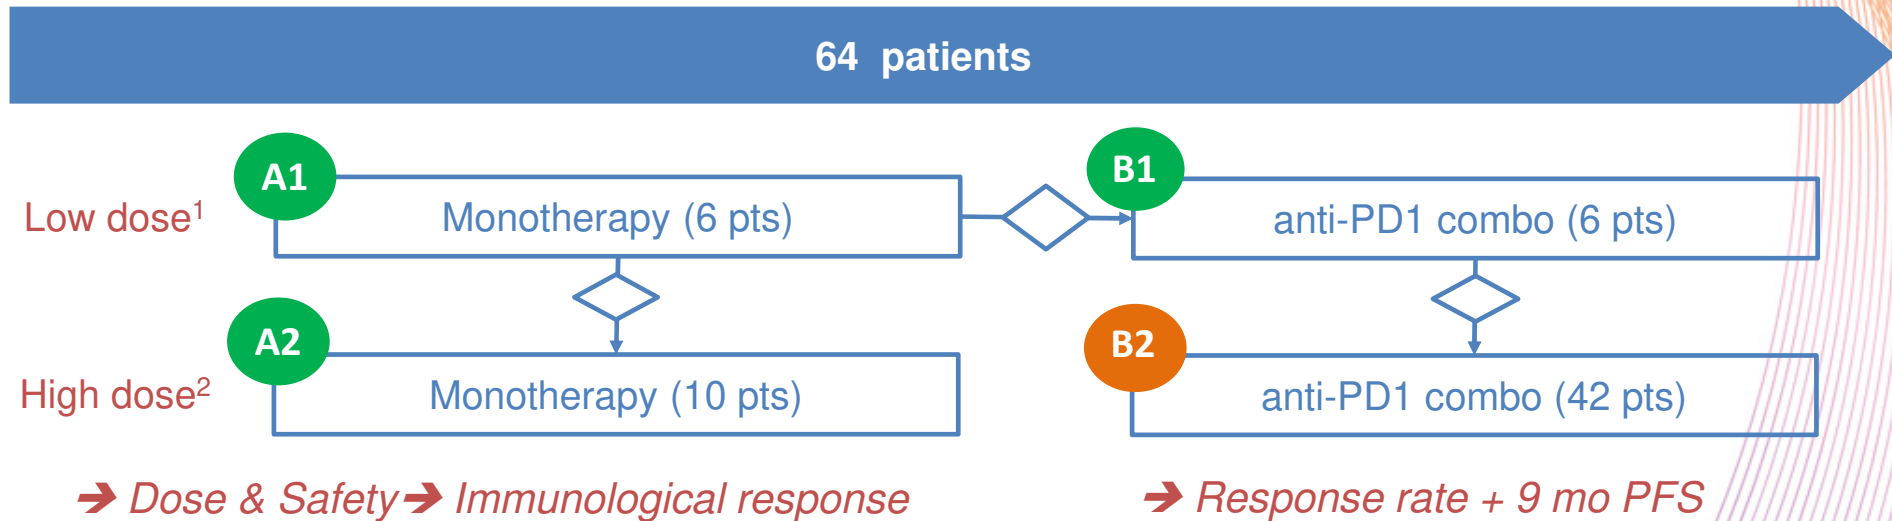 64 patients
A1
B1
Low dose¹
Monotherapy (6 pts)
anti-PD1 combo (6 pts)
A2
B2
High dose²
Monotherapy (10 pts)
anti-PD1 combo (42 pts)
➔ Dose & Safety ➔ Immunological response
➔ Response rate + 9 mo PFS